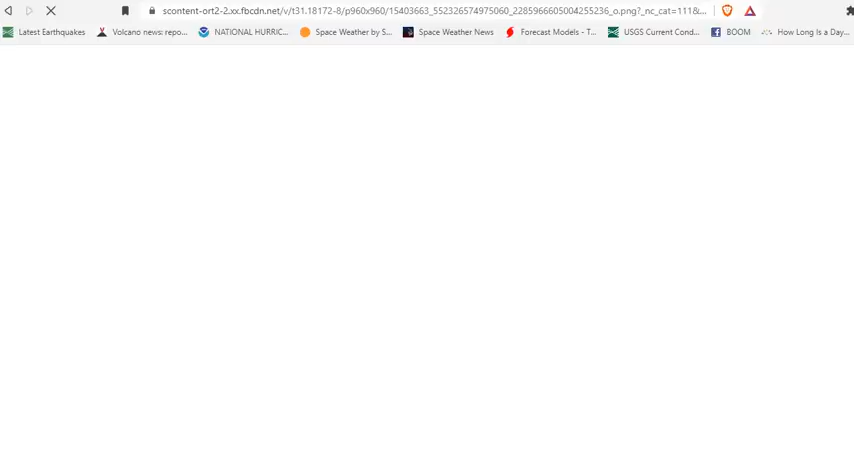 scontent-ort2-2.xx.fbcdn.net/v/t31.18172-8/p960x960/15403663_552326574975060_2285966605004255236_o.png?_nc_cat=111&...
Latest Earthquakes Volcano news: repo... NATIONAL HURRIC... Space Weather by S... Space Weather News Forecast Models - T... USGS Current Cond... BOOM How Long Is a Day...